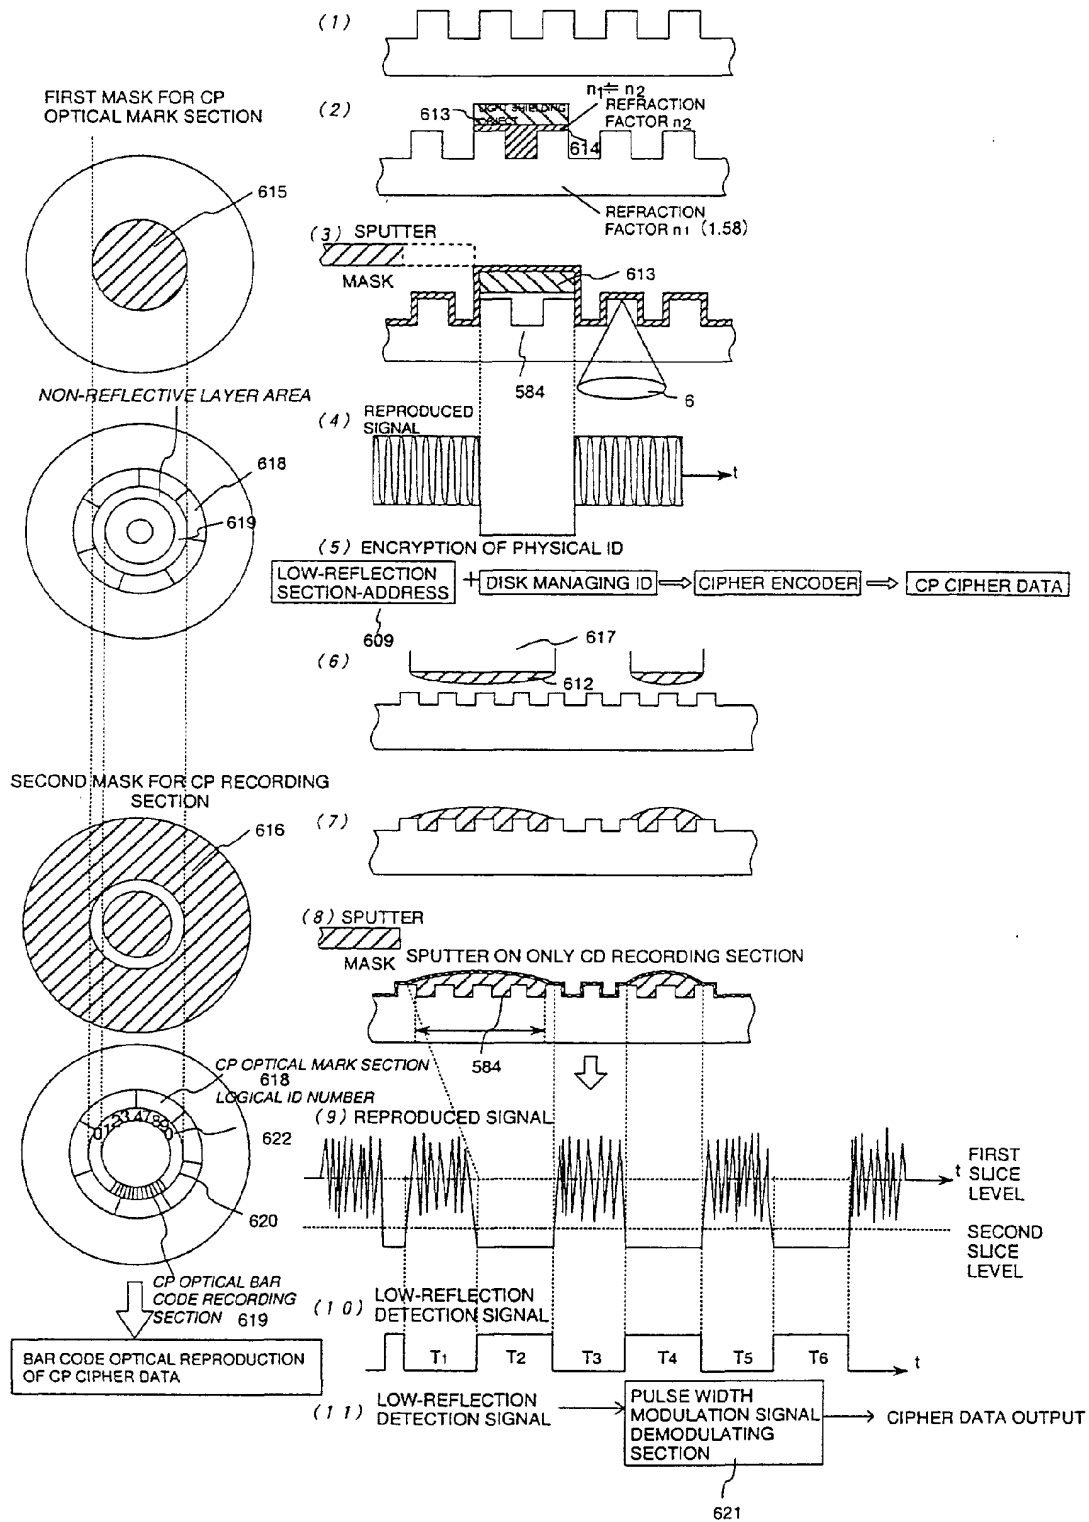 (1)
FIRST MASK FOR CP
OPTICAL MARK SECTION
615
(2)
LIGHT SHIELDING
613
OBJECT
n₁≠n₂
REFRACTION
FACTOR n₂
614
REFRACTION
FACTOR n₁ (1.58)
(3) SPUTTER
MASK
613
584
6
NON-REFLECTIVE LAYER AREA
618
619
(4) REPRODUCED
SIGNAL
t
(5) ENCRYPTION OF PHYSICAL ID
LOW-REFLECTION
SECTION-ADDRESS
+ DISK MANAGING ID
CIPHER ENCODER
CP CIPHER DATA
609
(6)
617
612
SECOND MASK FOR CP RECORDING
SECTION
616
(7)
(8) SPUTTER
MASK
SPUTTER ON ONLY CD RECORDING SECTION
584
CP OPTICAL MARK SECTION
618
LOGICAL ID NUMBER
622
620
CP OPTICAL BAR
CODE RECORDING
SECTION 619
BAR CODE OPTICAL REPRODUCTION
OF CP CIPHER DATA
(9) REPRODUCED SIGNAL
t
FIRST
SLICE
LEVEL
SECOND
SLICE
LEVEL
(10) LOW-REFLECTION
DETECTION SIGNAL
T₁ T2 T3 T4 T5 T6 t
(11) LOW-REFLECTION
DETECTION SIGNAL
PULSE WIDTH
MODULATION SIGNAL
DEMODULATING
SECTION
CIPHER DATA OUTPUT
621